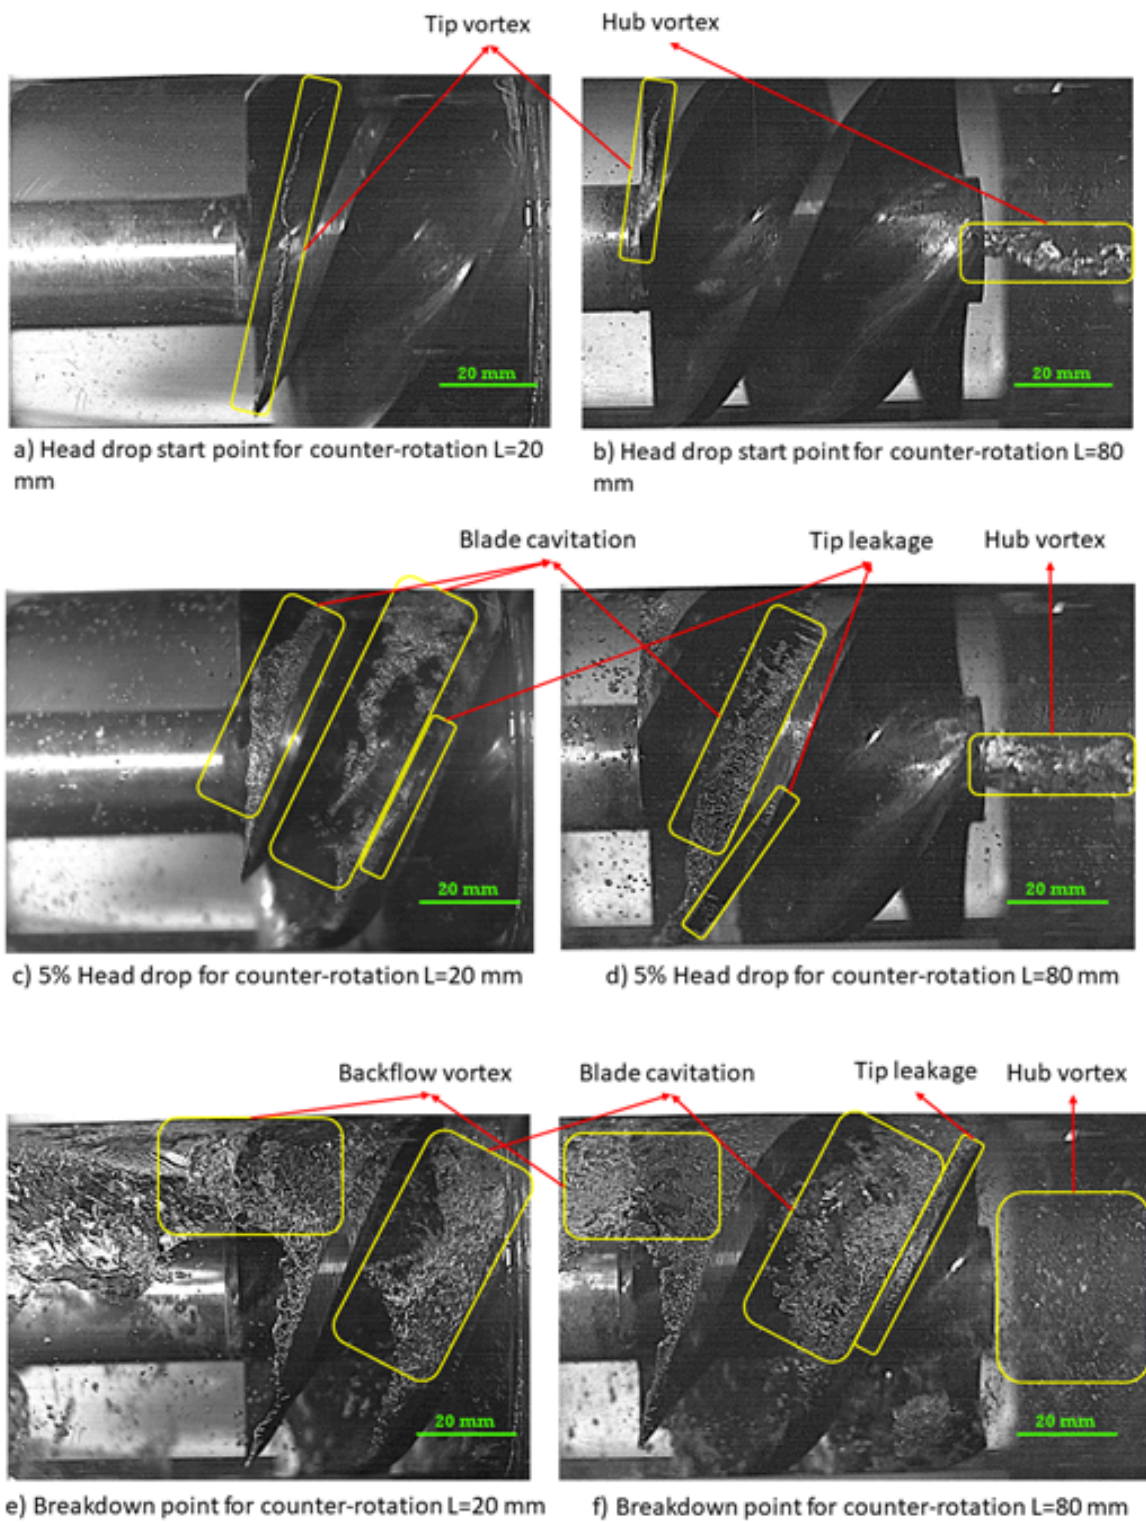 Tip vortex
Hub vortex
20 mm
20 mm
a) Head drop start point for counter-rotation L=20
mm
b) Head drop start point for counter-rotation L=80
mm
Blade cavitation
Tip leakage
Hub vortex
20 mm
20 mm
c) 5% Head drop for counter-rotation L=20 mm
d) 5% Head drop for counter-rotation L=80 mm
Backflow vortex
Blade cavitation
Tip leakage
Hub vortex
20 mm
20 mm
e) Breakdown point for counter-rotation L=20 mm
f) Breakdown point for counter-rotation L=80 mm